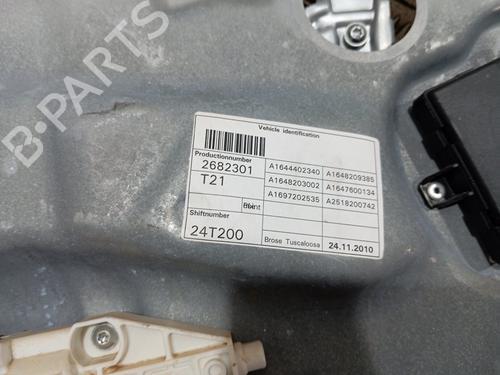 B-PARTS
Vehicle identification
Productionnumber
2682301
T21
Shiftnumber
24T200
A1644402340 A1648209385
A1648203002 A1647600134
A1697202535 A2518200742
Brose Tuscaloosa 24.11.2010